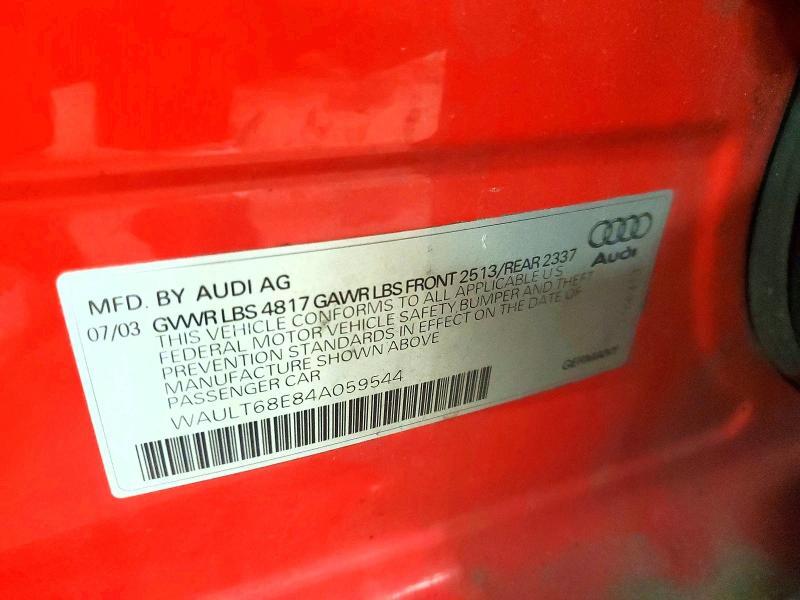 MFD. BY AUDI AG
Audi
07/03 GVWR LBS 4817 GAWR LBS FRONT 2513/REAR 2337
THIS VEHICLE CONFORMS TO ALL APPLICABLE U S
FEDERAL MOTOR VEHICLE SAFETY, BUMPER AND THEFT
PREVENTION STANDARDS IN EFFECT ON THE DATE OF
MANUFACTURE SHOWN ABOVE
PASSENGER CAR
GERMANY
WAULT68E84A059544